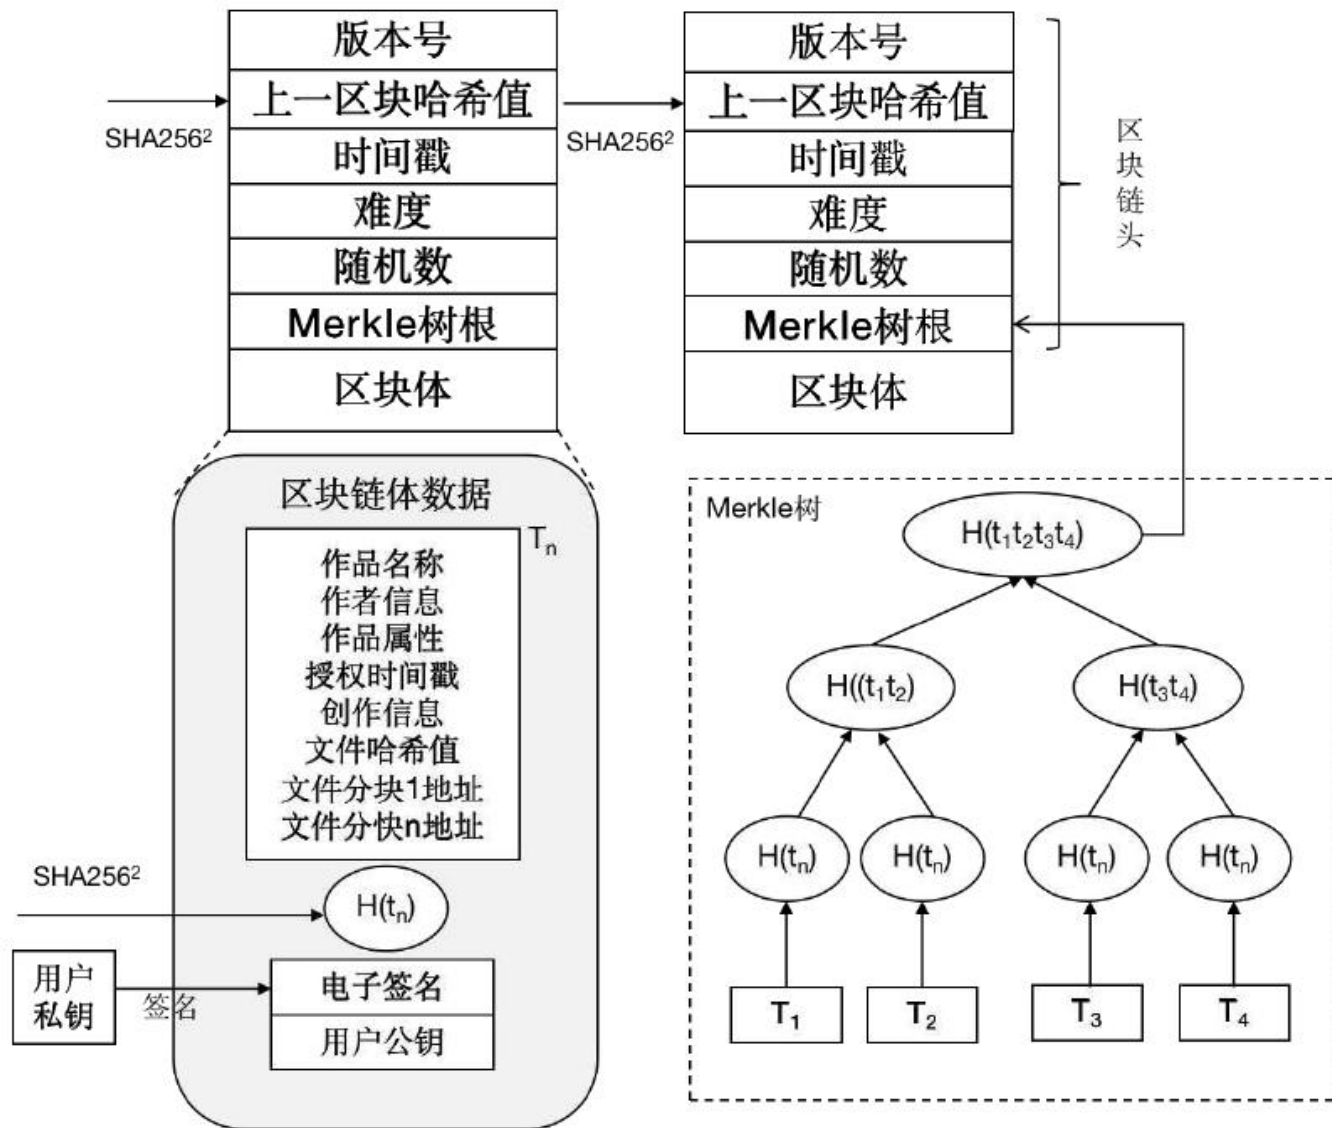 版本号
上一区块哈希值
时间戳
难度
随机数
Merkle树根
区块体
SHA256²
SHA256²
版本号
上一区块哈希值
时间戳
难度
随机数
Merkle树根
区块体
区块链头
区块链体数据
Tₙ
作品名称
作者信息
作品属性
授权时间戳
创作信息
文件哈希值
文件分块1地址
文件分快n地址
SHA256²
H(tₙ)
用户
私钥
签名
电子签名
用户公钥
Merkle树
H(t₁t₂t₃t₄)
H((t₁t₂)
H(t₃t₄)
H(tₙ)
H(tₙ)
H(tₙ)
H(tₙ)
T₁
T₂
T₃
T₄